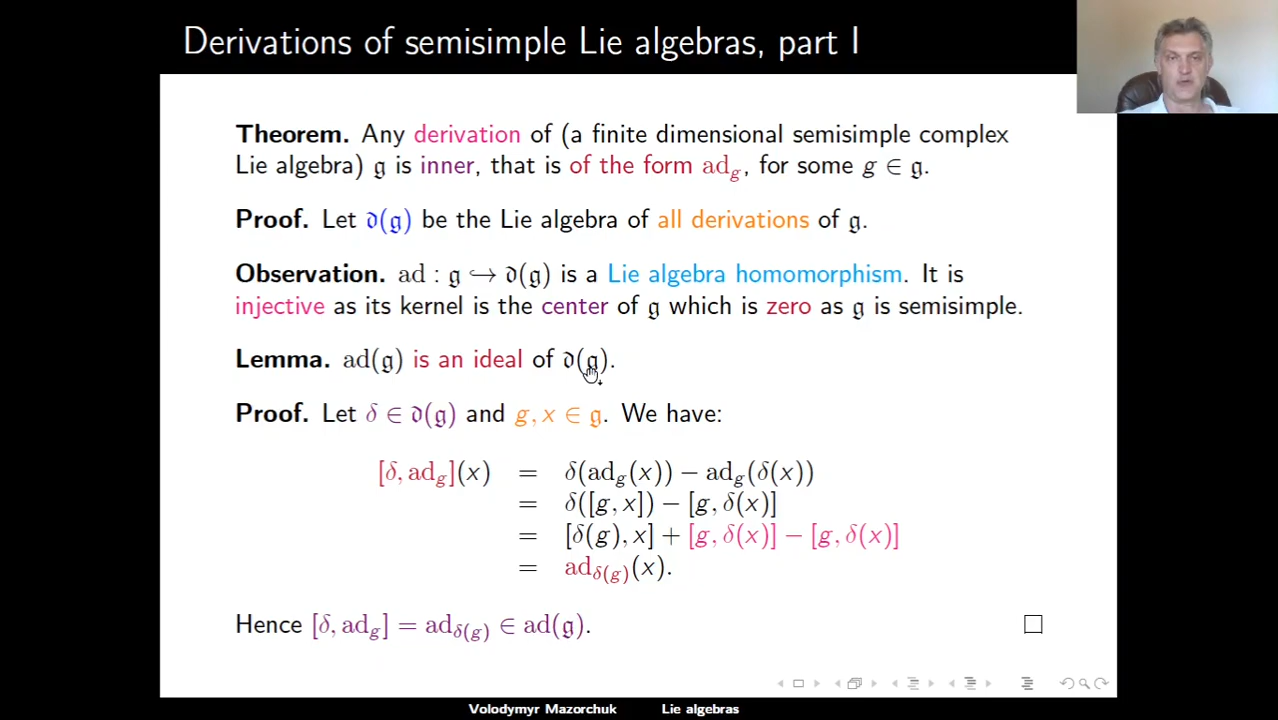 Derivations of semisimple Lie algebras, part I
Theorem. Any derivation of (a finite dimensional semisimple complex
Lie algebra) 𝔤 is inner, that is of the form ad_g, for some g ∈ 𝔤.
Proof. Let 𝔡(𝔤) be the Lie algebra of all derivations of 𝔤.
Observation. ad : 𝔤 ↪ 𝔡(𝔤) is a Lie algebra homomorphism. It is
injective as its kernel is the center of 𝔤 which is zero as 𝔤 is semisimple.
Lemma. ad(𝔤) is an ideal of 𝔡(𝔤).
Proof. Let δ ∈ 𝔡(𝔤) and g, x ∈ 𝔤. We have:
[δ, ad_g](x) = δ(ad_g(x)) − ad_g(δ(x))
= δ([g, x]) − [g, δ(x)]
= [δ(g), x] + [g, δ(x)] − [g, δ(x)]
= ad_δ(g)(x).
Hence [δ, ad_g] = ad_δ(g) ∈ ad(𝔤). □
Volodymyr Mazorchuk Lie algebras